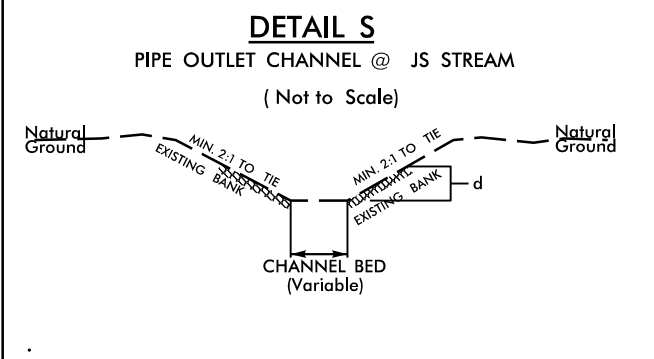 DETAIL S
PIPE OUTLET CHANNEL @ JS STREAM
( Not to Scale)
Natural
Ground
MIN. 2:1 TO TIE
EXISTING BANK
MIN. 2:1 TO TIE
EXISTING BANK
Natural
Ground
d
CHANNEL BED
(Variable)